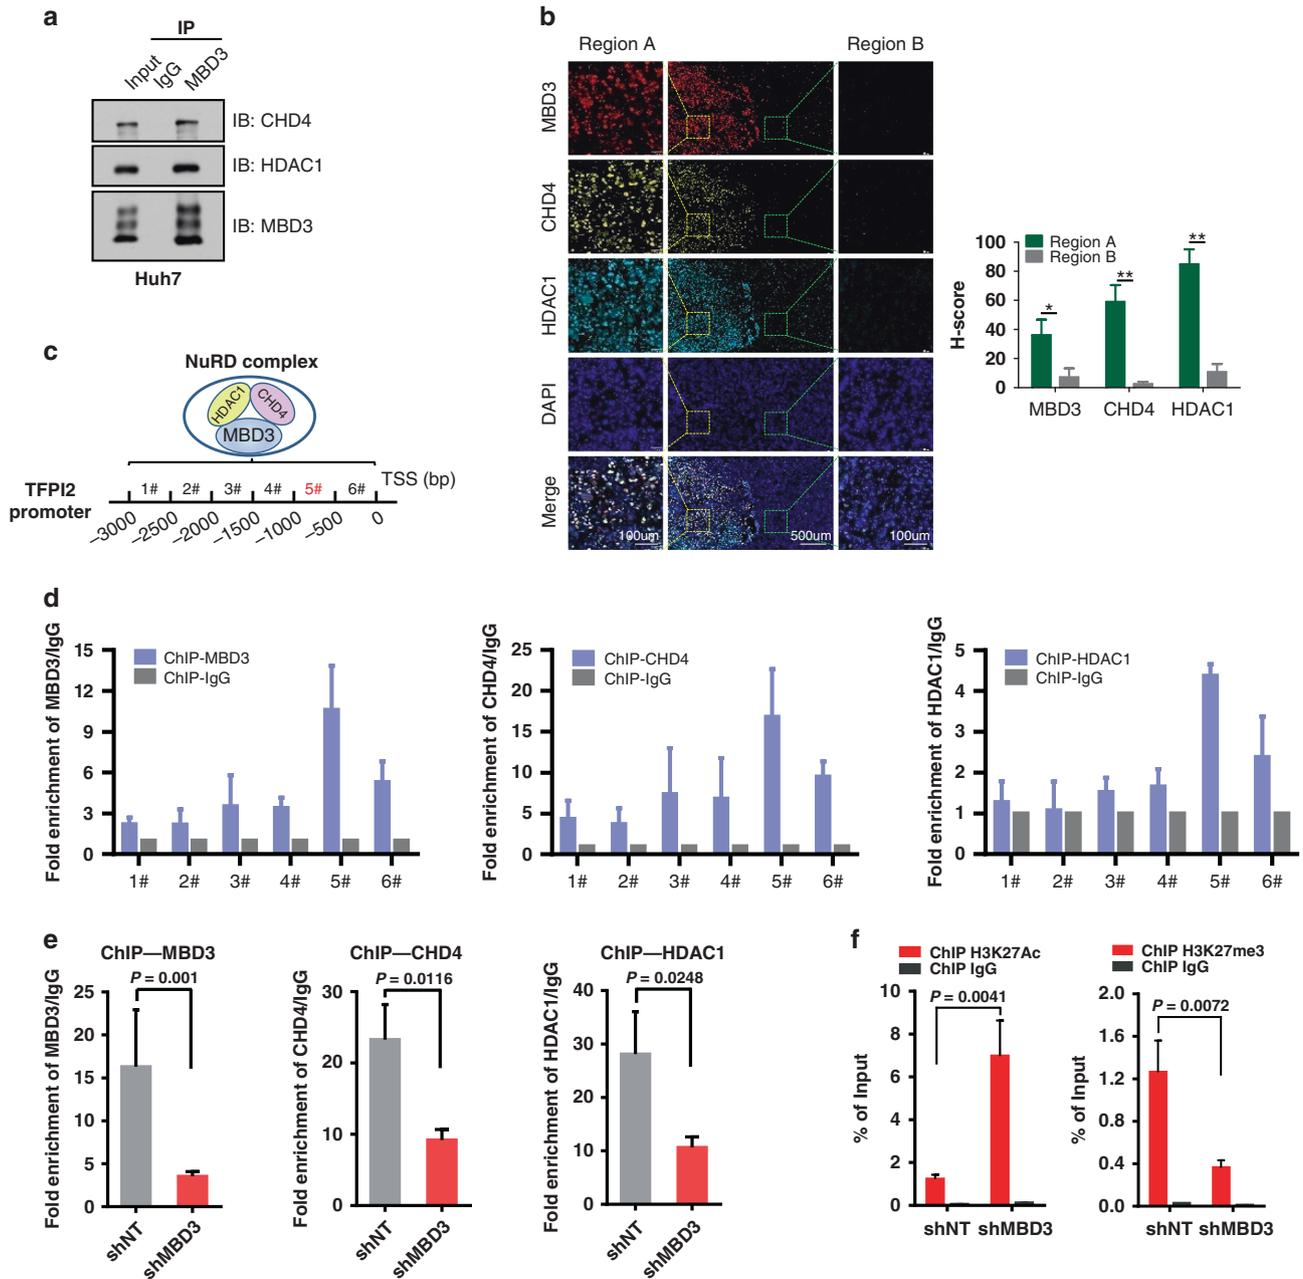 a
IP
Input
IgG
MBD3
IB: CHD4
IB: HDAC1
IB: MBD3
Huh7
b
Region A
Region B
MBD3
CHD4
HDAC1
DAPI
Merge
100um
500um
100um
H-score
100
80
60
40
20
0
Region A
Region B
*
**
**
MBD3
CHD4
HDAC1
c
NuRD complex
HDAC1
CHD4
MBD3
TSS (bp)
TFPI2
promoter
1# 2# 3# 4# 5# 6#
–3000 –2500 –2000 –1500 –1000 –500 0
d
Fold enrichment of MBD3/IgG
15
12
9
6
3
0
ChIP-MBD3
ChIP-IgG
1# 2# 3# 4# 5# 6#
Fold enrichment of CHD4/IgG
25
20
15
10
5
0
ChIP-CHD4
ChIP-IgG
1# 2# 3# 4# 5# 6#
Fold enrichment of HDAC1/IgG
5
4
3
2
1
0
ChIP-HDAC1
ChIP-IgG
1# 2# 3# 4# 5# 6#
e
ChIP—MBD3
P = 0.001
Fold enrichment of MBD3/IgG
25
20
15
10
5
0
shNT
shMBD3
ChIP—CHD4
P = 0.0116
Fold enrichment of CHD4/IgG
30
20
10
0
shNT
shMBD3
ChIP—HDAC1
P = 0.0248
Fold enrichment of HDAC1/IgG
40
30
20
10
0
shNT
shMBD3
f
ChIP H3K27Ac
ChIP IgG
P = 0.0041
% of Input
10
8
6
4
2
0
shNT shMBD3
ChIP H3K27me3
ChIP IgG
P = 0.0072
% of Input
2.0
1.6
1.2
0.8
0.4
0.0
shNT shMBD3